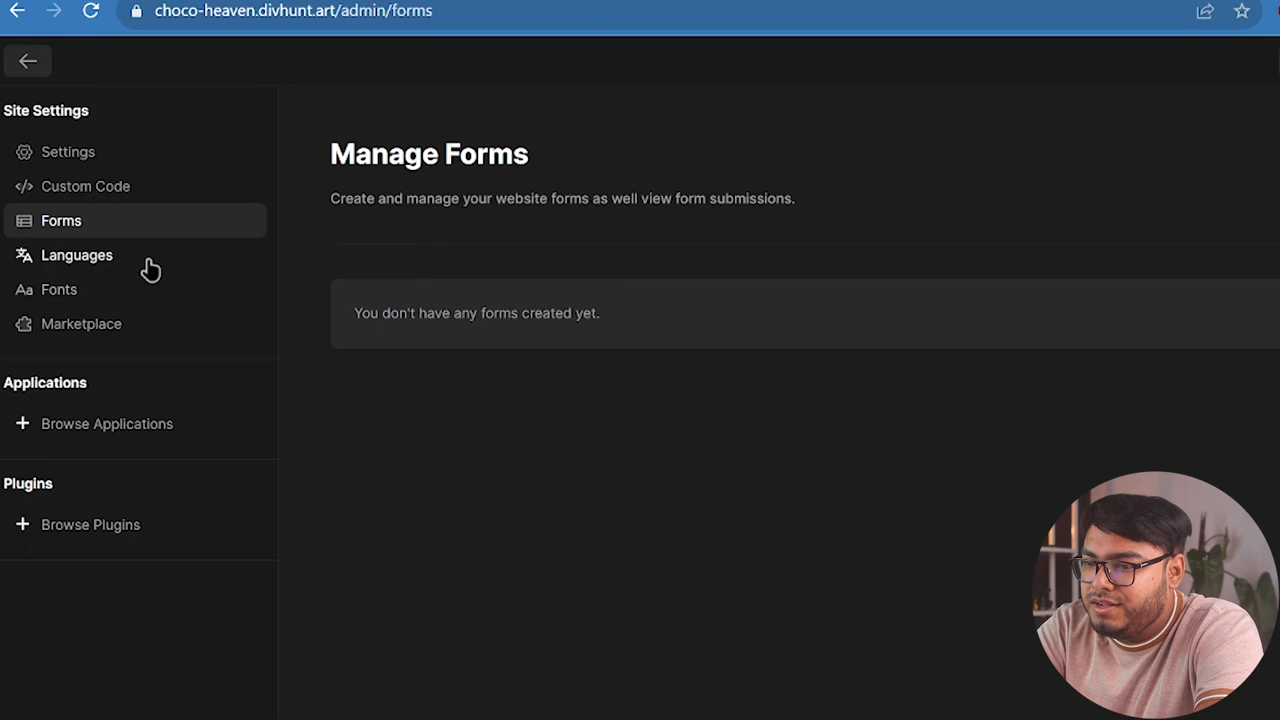 choco-heaven.divhunt.art/admin/forms
Site Settings
Settings
Custom Code
Forms
Languages
Fonts
Marketplace
Applications
Browse Applications
Plugins
Browse Plugins
Manage Forms
Create and manage your website forms as well view form submissions.
You don't have any forms created yet.